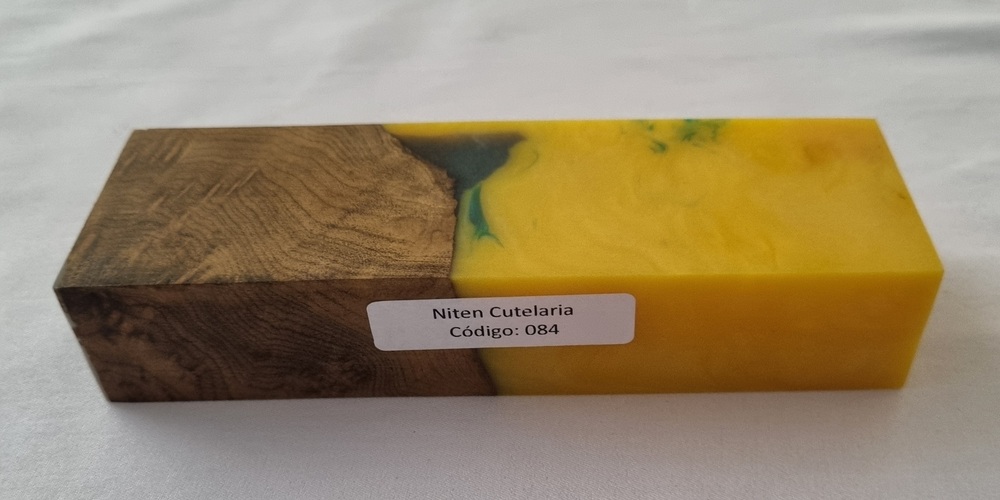 Niten Cutelaria
Código: 084